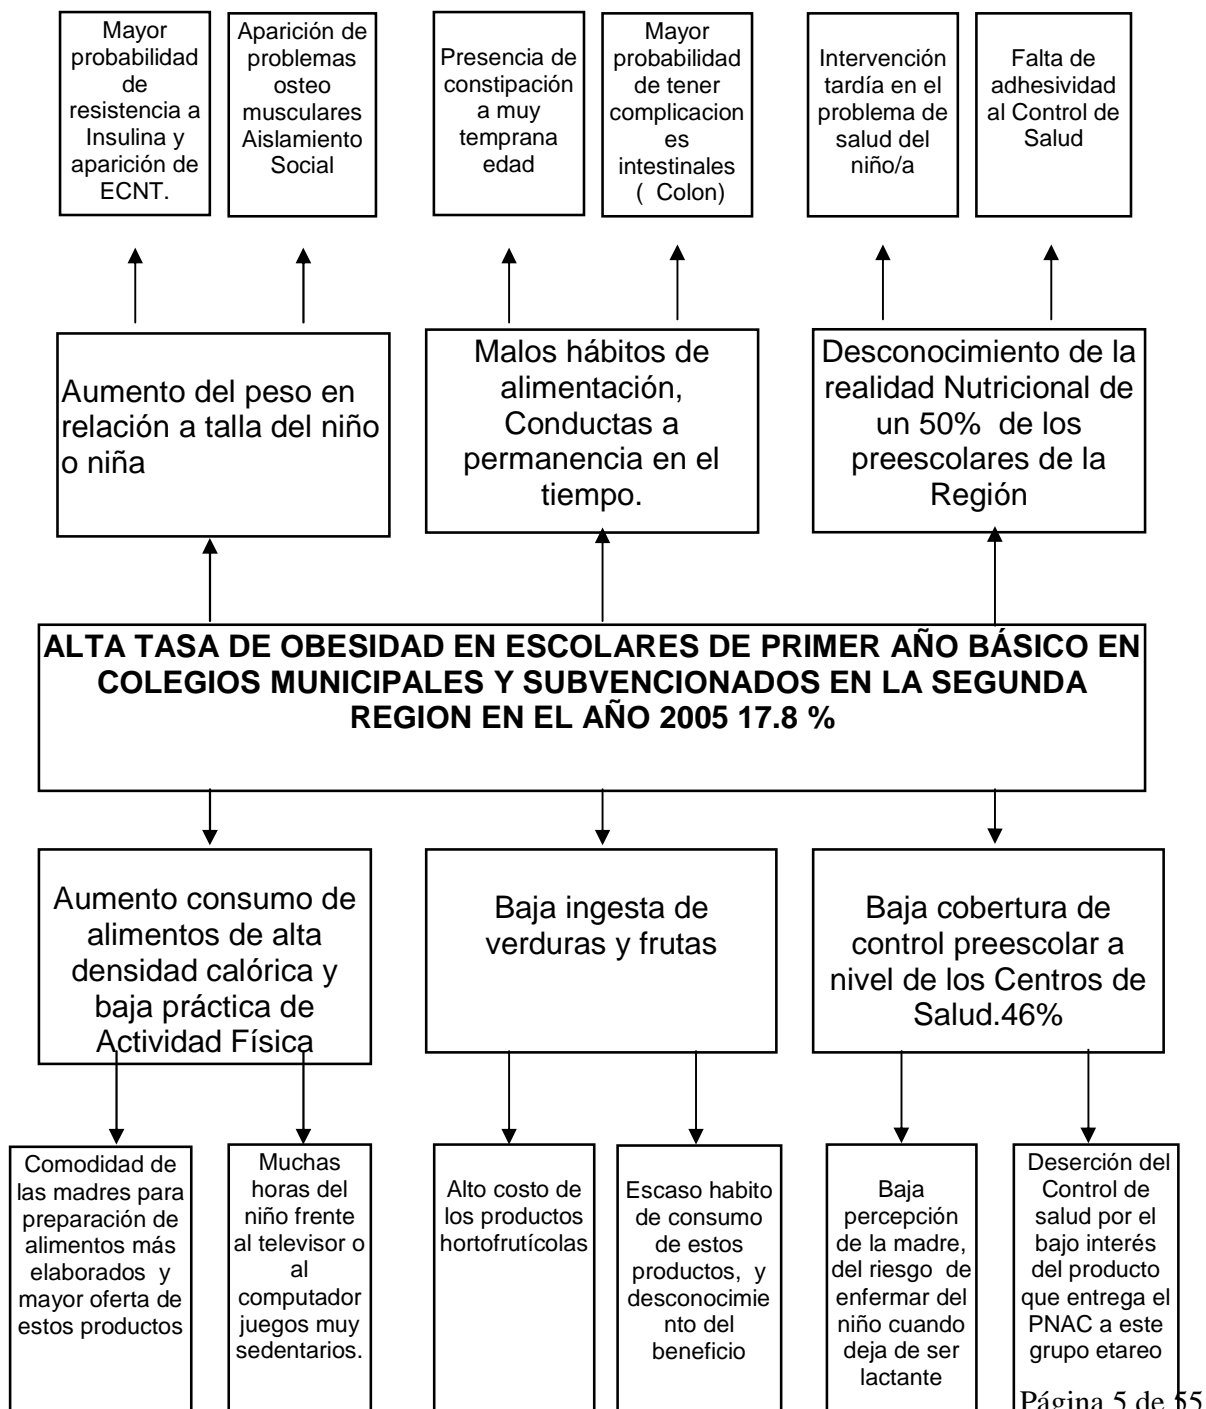 Mayor
probabilidad
de
resistencia a
Insulina y
aparición de
ECNT.
Aparición de
problemas
osteo
musculares
Aislamiento
Social
Presencia de
constipación
a muy
temprana
edad
Mayor
probabilidad
de tener
complicacion
es
intestinales
( Colon)
Intervención
tardía en el
problema de
salud del
niño/a
Falta de
adhesividad
al Control de
Salud
Aumento del peso en
relación a talla del niño
o niña
Malos hábitos de
alimentación,
Conductas a
permanencia en el
tiempo.
Desconocimiento de la
realidad Nutricional de
un 50% de los
preescolares de la
Región
ALTA TASA DE OBESIDAD EN ESCOLARES DE PRIMER AÑO BÁSICO EN
COLEGIOS MUNICIPALES Y SUBVENCIONADOS EN LA SEGUNDA
REGION EN EL AÑO 2005 17.8 %
Aumento consumo de
alimentos de alta
densidad calórica y
baja práctica de
Actividad Física
Baja ingesta de
verduras y frutas
Baja cobertura de
control preescolar a
nivel de los Centros de
Salud.46%
Comodidad de
las madres para
preparación de
alimentos más
elaborados y
mayor oferta de
estos productos
Muchas
horas del
niño frente
al televisor o
al
computador
juegos muy
sedentarios.
Alto costo de
los productos
hortofrutícolas
Escaso habito
de consumo
de estos
productos, y
desconocimie
nto del
beneficio
Baja
percepción
de la madre,
del riesgo de
enfermar del
niño cuando
deja de ser
lactante
Deserción del
Control de
salud por el
bajo interés
del producto
que entrega el
PNAC a este
grupo etareo
Página 5 de 55